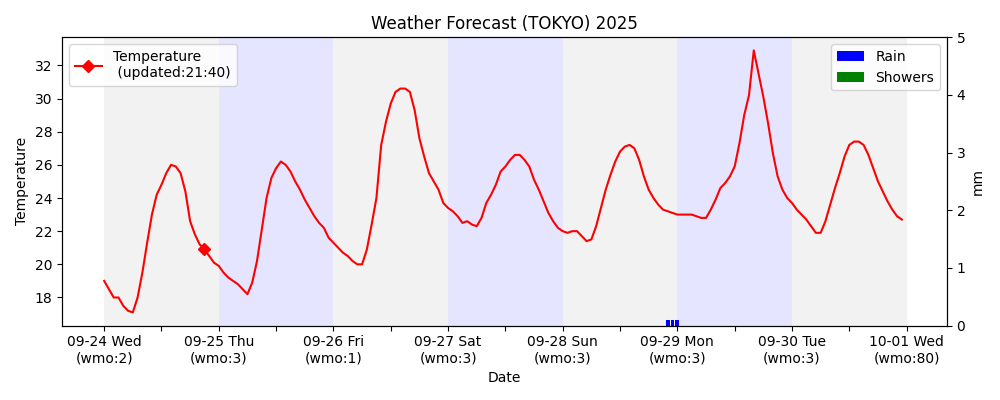 Weather Forecast (TOKYO) 2025
Temperature
(updated:21:40)
Rain
Showers
Temperature
32
30
28
26
24
22
20
18
5
4
3
2
1
0
mm
09-24 Wed
(wmo:2)
09-25 Thu
(wmo:3)
09-26 Fri
(wmo:1)
09-27 Sat
(wmo:3)
09-28 Sun
(wmo:3)
09-29 Mon
(wmo:3)
09-30 Tue
(wmo:3)
10-01 Wed
(wmo:80)
Date